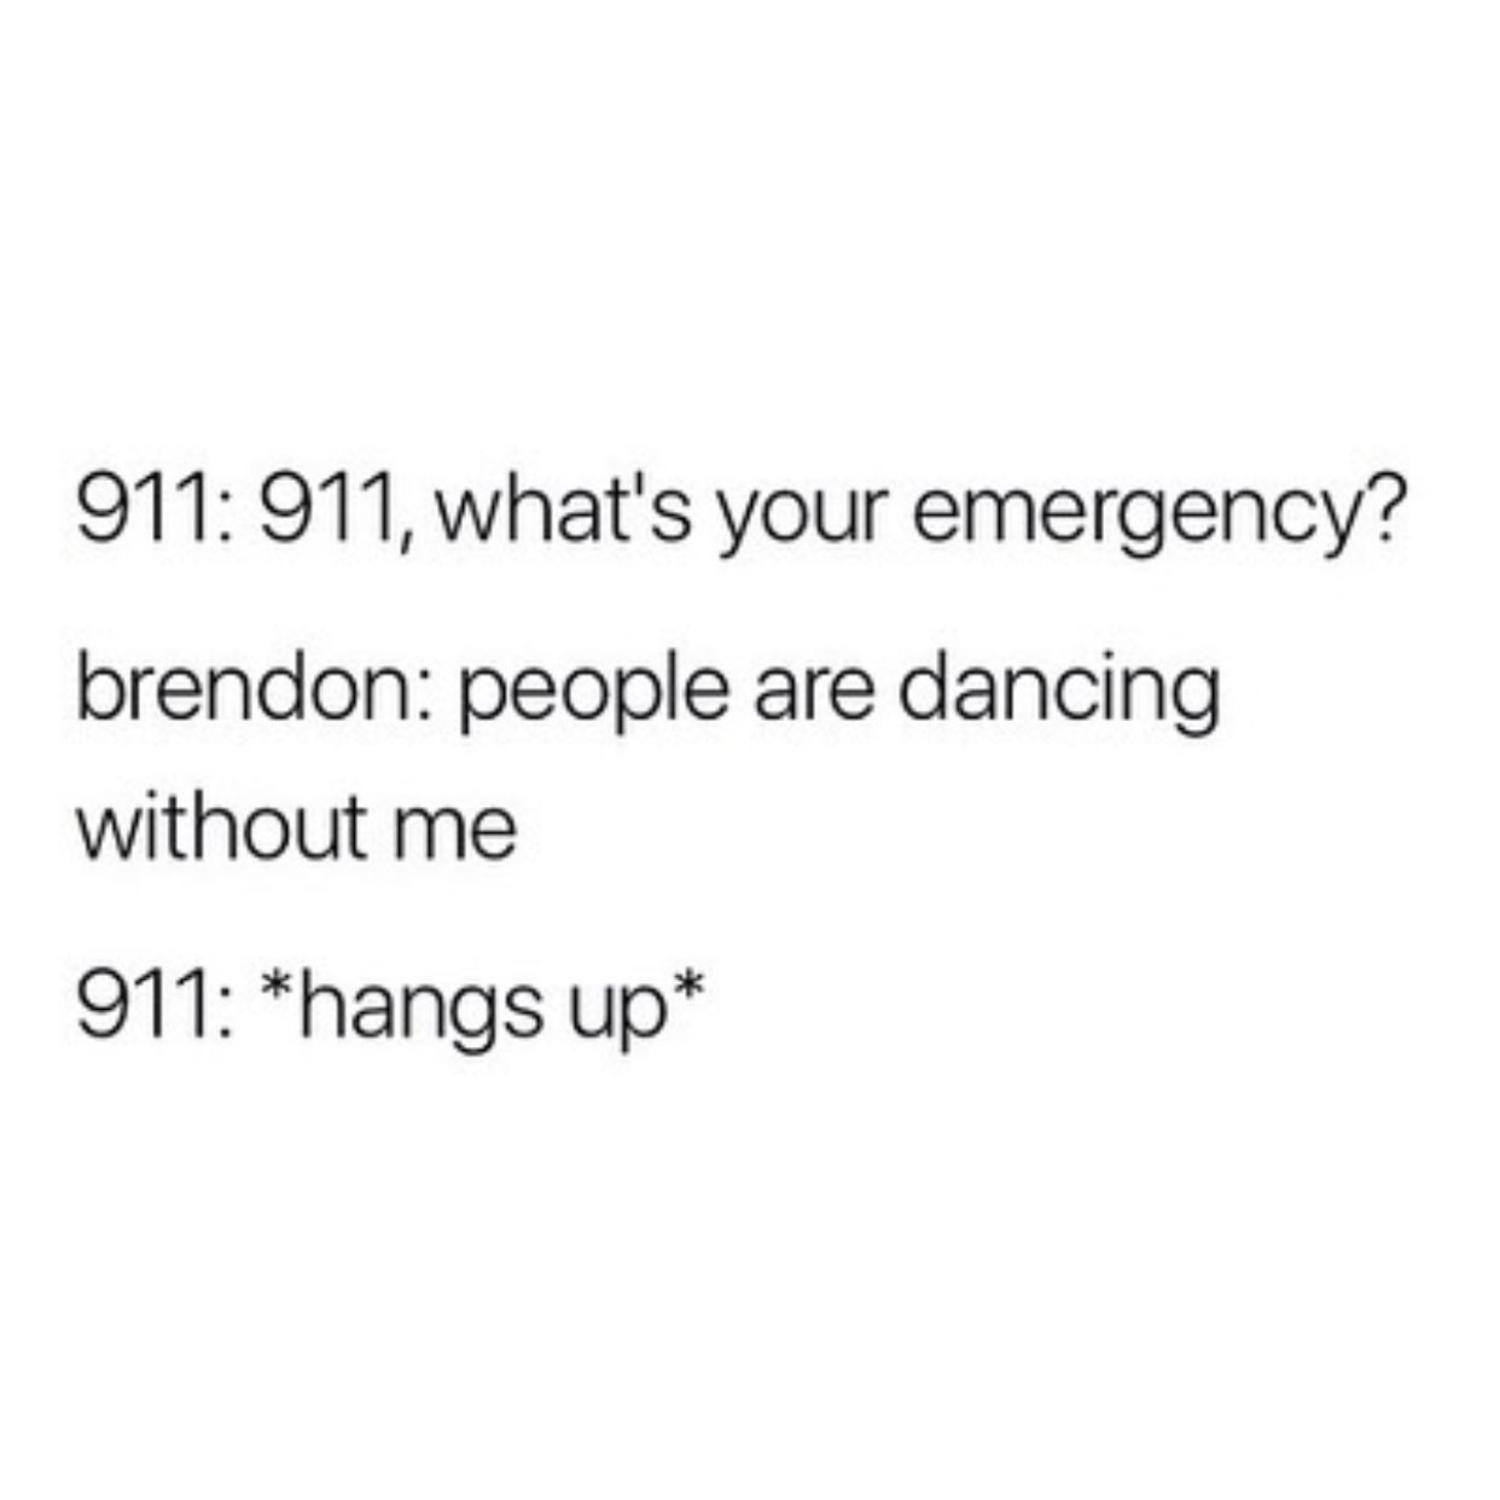 911: 911, what's your emergency?
brendon: people are dancing
without me
911: *hangs up*